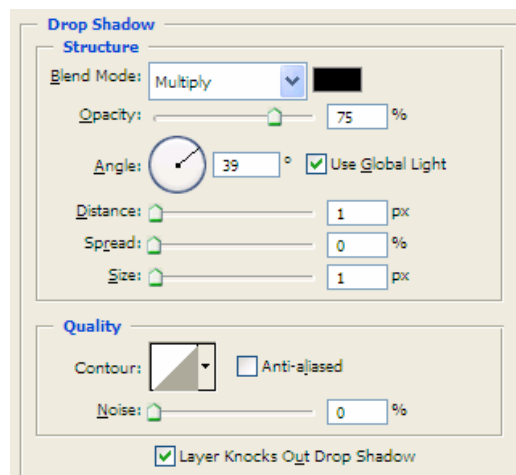 Drop Shadow
Structure
Blend Mode: Multiply
Opacity: 75 %
Angle: 39 ° Use Global Light
Distance: 1 px
Spread: 0 %
Size: 1 px
Quality
Contour: Anti-aliased
Noise: 0 %
Layer Knocks Out Drop Shadow